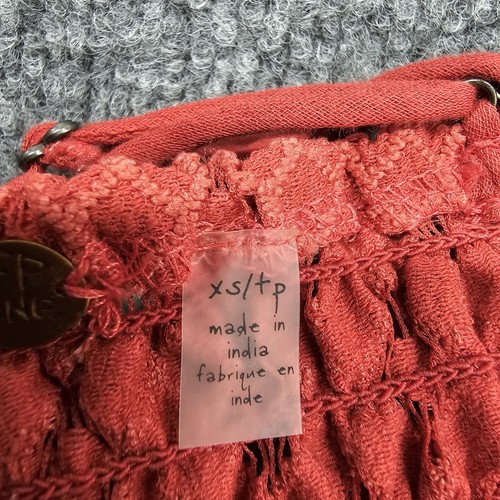 xs/tp
made in
india
fabrique en
inde